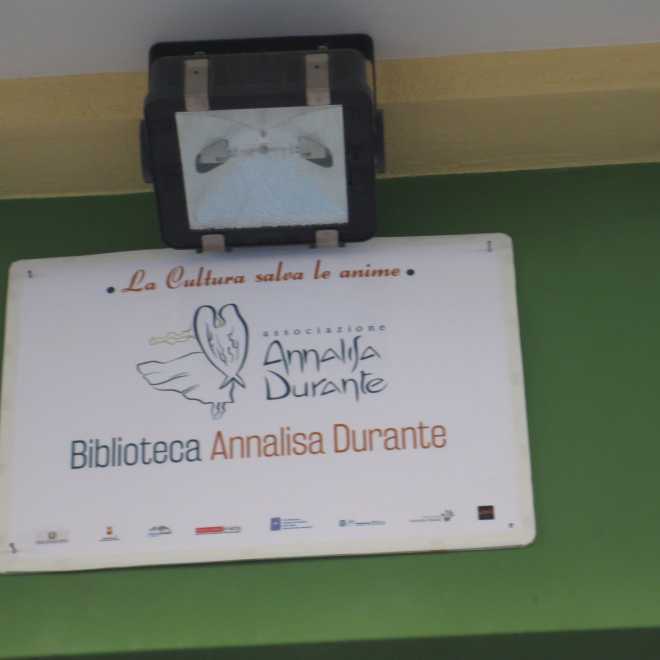 • La Cultura salva le anime •
associazione
Annalisa
Durante
Biblioteca Annalisa Durante